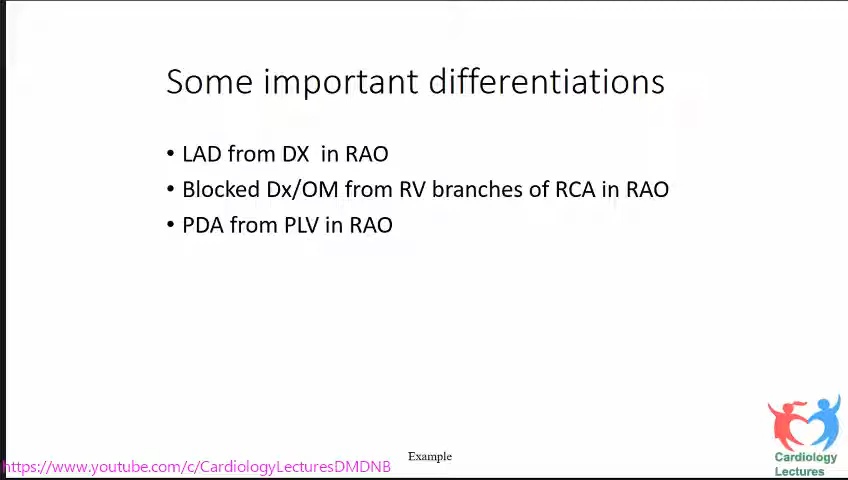 Some important differentiations
• LAD from DX in RAO
• Blocked Dx/OM from RV branches of RCA in RAO
• PDA from PLV in RAO
Example
https://www.youtube.com/c/CardiologyLecturesDMDNB
Cardiology
Lectures